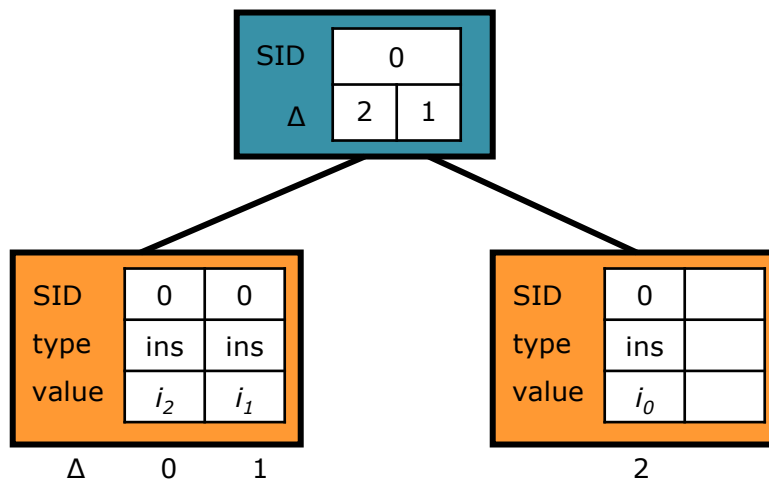 SID 0
Δ 2 1
SID 0 0
type ins ins
value i₂ i₁
Δ 0 1
SID 0
type ins
value i₀
2